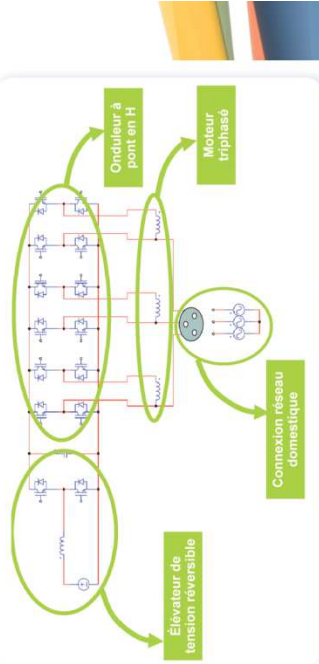 Élévateur de
tension réversible
Onduleur à
pont en H
Moteur
triphasé
Connexion réseau
domestique